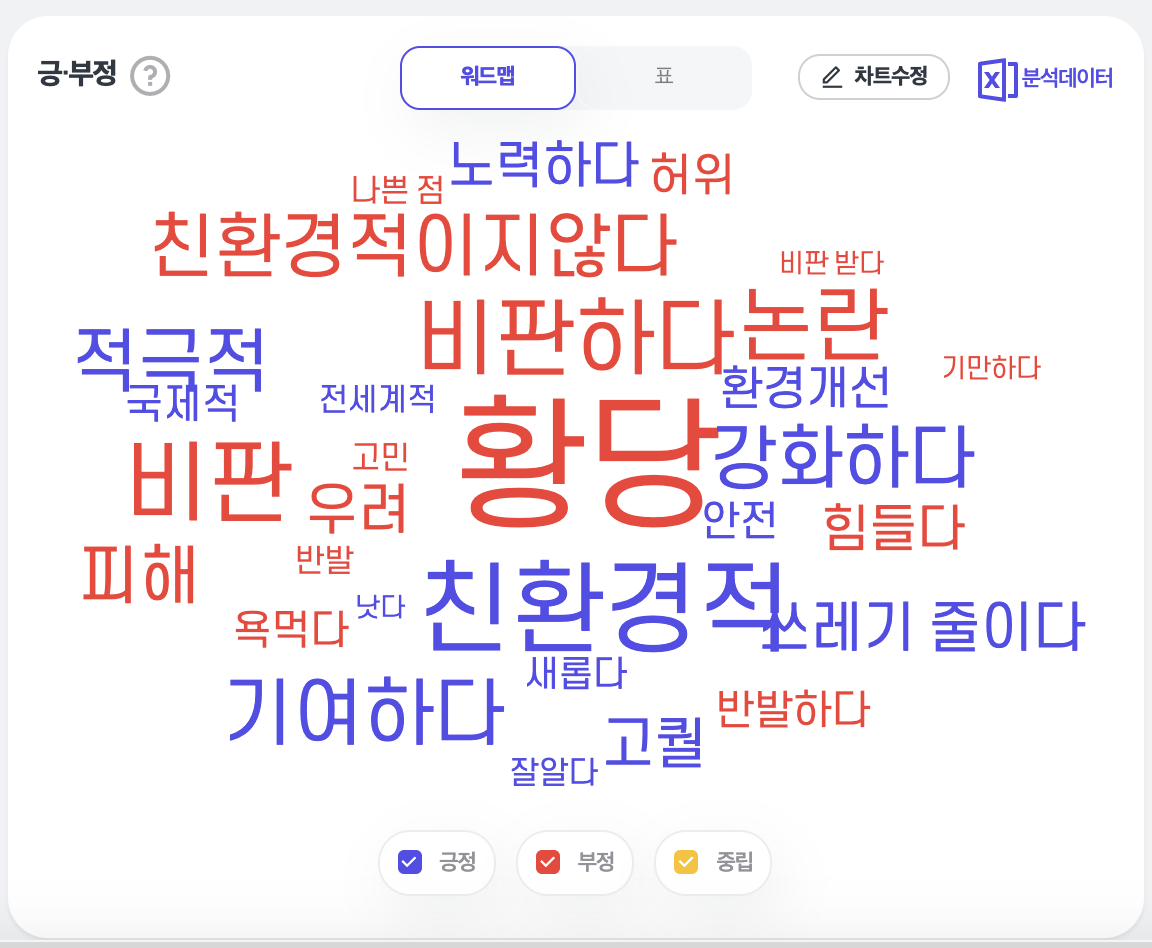 긍·부정 ?
워드맵
표
차트수정
X 분석데이터
노력하다 허위
나쁜 점
친환경적이지않다
비판 받다
비판하다 논란
적극적
기만하다
국제적 전세계적
환경개선
황당
강화하다
비판
고민
우려
안전
힘들다
피해
반발
친환경적
낫다
욕먹다
쓰레기 줄이다
새롭다
기여하다
반발하다
고퀄
잘알다
긍정
부정
중립